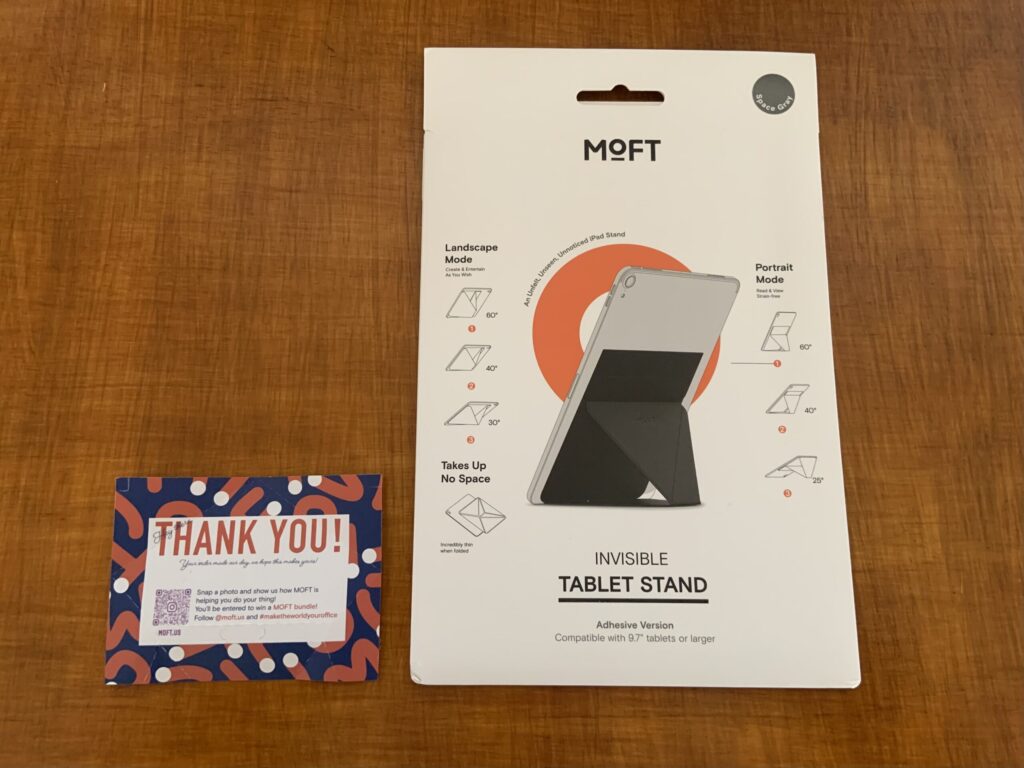 Space Gray
MOFT
An Unfelt, Unseen, Unnoticed iPad Stand
Landscape
Mode
Create & Entertain
As You Wish
60°
1
40°
2
30°
3
Takes Up
No Space
Incredibly thin
when folded
Portrait
Mode
Read & View
Strain-free
60°
1
40°
2
25°
3
MOFT
INVISIBLE
TABLET STAND
Adhesive Version
Compatible with 9.7" tablets or larger
THANK YOU!
Your order made our day, we hope this makes yours!
Snap a photo and show us how MOFT is
helping you do your thing!
You'll be entered to win a MOFT bundle!
Follow @moft.us and #maketheworldyouroffice
MOFT.US